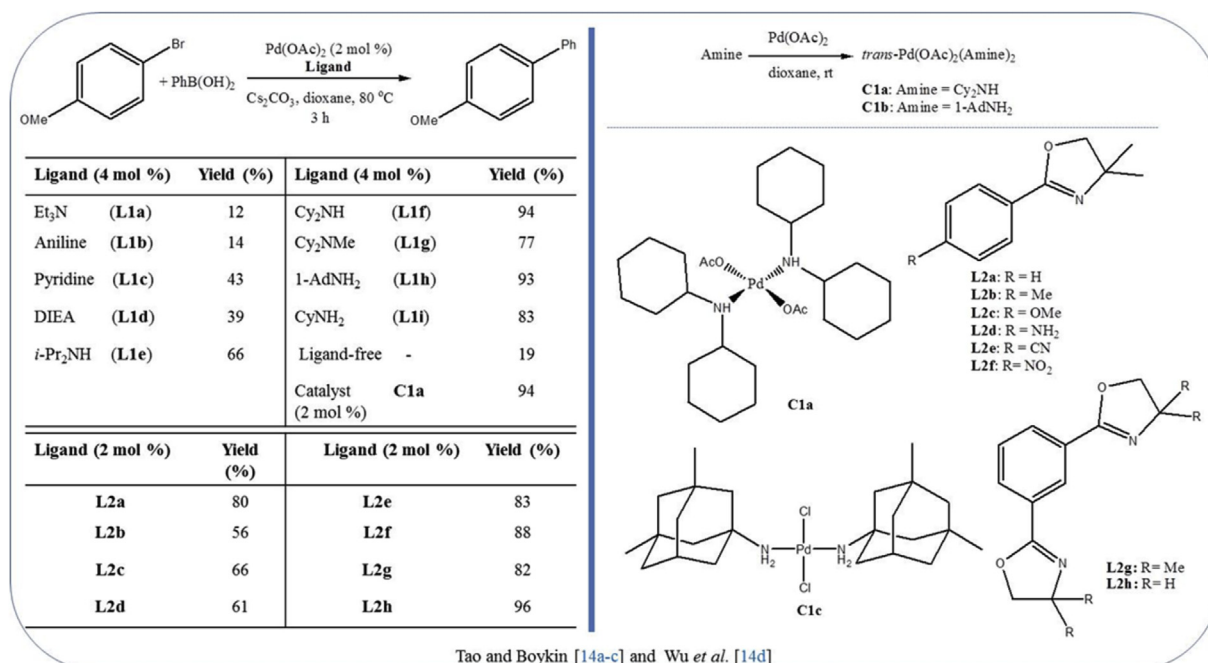 Br
+ PhB(OH)2
OMe
Pd(OAc)2 (2 mol %)
Ligand
Cs2CO3, dioxane, 80 °C
3 h
Ph
OMe
Ligand (4 mol %) Yield (%) Ligand (4 mol %) Yield (%)
Et3N (L1a) 12 Cy2NH (L1f) 94
Aniline (L1b) 14 Cy2NMe (L1g) 77
Pyridine (L1c) 43 1-AdNH2 (L1h) 93
DIEA (L1d) 39 CyNH2 (L1i) 83
i-Pr2NH (L1e) 66 Ligand-free - 19
Catalyst C1a 94
(2 mol %)
Ligand (2 mol %) Yield Ligand (2 mol %) Yield (%)
(%)
L2a 80 L2e 83
L2b 56 L2f 88
L2c 66 L2g 82
L2d 61 L2h 96
Pd(OAc)2
Amine trans-Pd(OAc)2(Amine)2
dioxane, rt
C1a: Amine = Cy2NH
C1b: Amine = 1-AdNH2
AcO
NH
Pd
NH
OAc
C1a
O
N
R
L2a: R = H
L2b: R = Me
L2c: R = OMe
L2d: R = NH2
L2e: R = CN
L2f: R= NO2
Cl
N Pd N
H2 H2
Cl
C1c
R
O
R
N
O N
R
R
L2g: R= Me
L2h: R = H
Tao and Boykin [14a-c] and Wu et al. [14d]